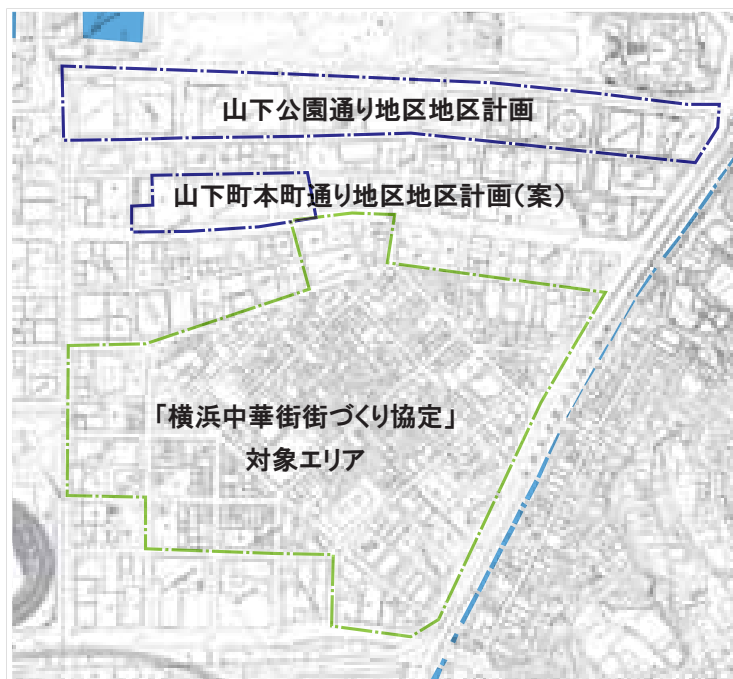 山下公園通り地区地区計画
山下町本町通り地区地区計画（案）
「横浜中華街街づくり協定」
対象エリア